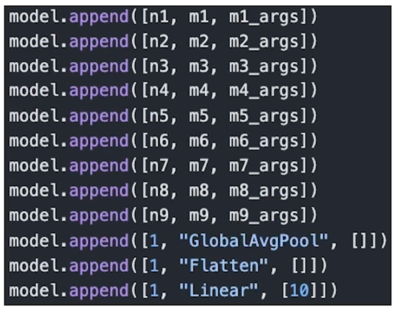 model.append([n1, m1, m1_args])
model.append([n2, m2, m2_args])
model.append([n3, m3, m3_args])
model.append([n4, m4, m4_args])
model.append([n5, m5, m5_args])
model.append([n6, m6, m6_args])
model.append([n7, m7, m7_args])
model.append([n8, m8, m8_args])
model.append([n9, m9, m9_args])
model.append([1, "GlobalAvgPool", []])
model.append([1, "Flatten", []])
model.append([1, "Linear", [10]])